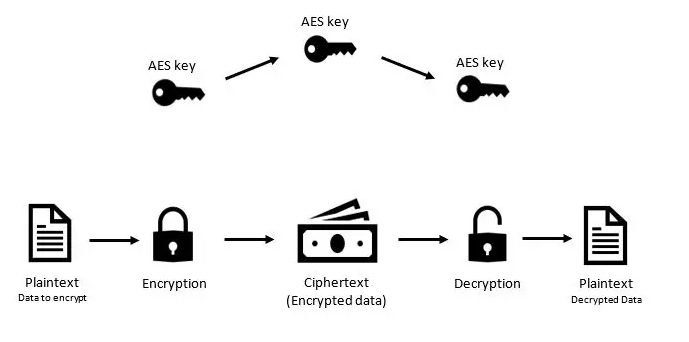 AES key
AES key
AES key
Plaintext
Data to encrypt
Encryption
Ciphertext
(Encrypted data)
Decryption
Plaintext
Decrypted Data